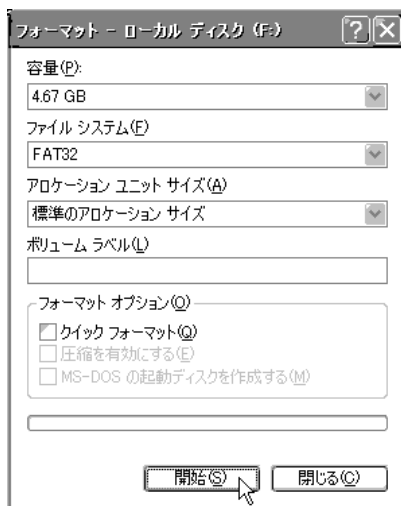 フォーマット - ローカル ディスク (F:)
容量(P):
4.67 GB
ファイル システム(F)
FAT32
アロケーション ユニット サイズ(A)
標準のアロケーション サイズ
ボリューム ラベル(L)
フォーマット オプション(O)
クイック フォーマット(Q)
圧縮を有効にする(E)
MS-DOS の起動ディスクを作成する(M)
開始(S) 閉じる(C)